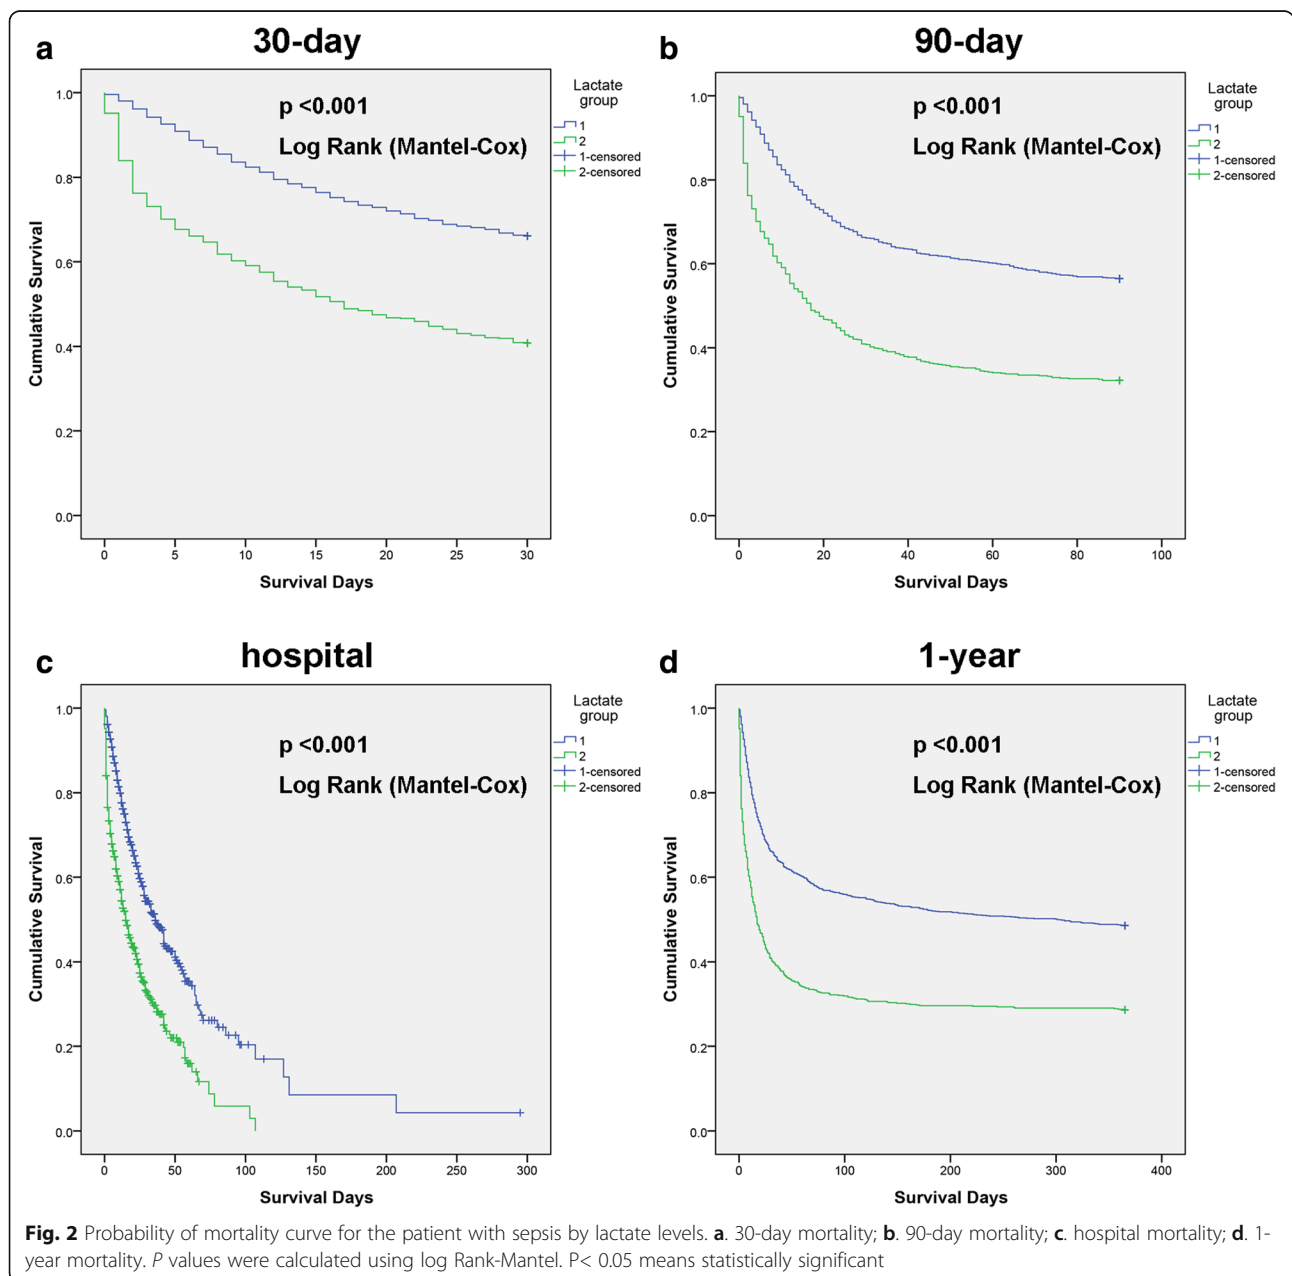 a
30-day
p <0.001
Log Rank (Mantel-Cox)
Lactate
group
1
2
1-censored
2-censored
Cumulative Survival
1.0
0.8
0.6
0.4
0.2
0.0
0 5 10 15 20 25 30
Survival Days
b
90-day
p <0.001
Log Rank (Mantel-Cox)
Lactate
group
1
2
1-censored
2-censored
Cumulative Survival
1.0
0.8
0.6
0.4
0.2
0.0
0 20 40 60 80 100
Survival Days
c
hospital
p <0.001
Log Rank (Mantel-Cox)
Lactate
group
1
2
1-censored
2-censored
Cumulative Survival
1.0
0.8
0.6
0.4
0.2
0.0
0 50 100 150 200 250 300
Survival Days
d
1-year
p <0.001
Log Rank (Mantel-Cox)
Lactate
group
1
2
1-censored
2-censored
Cumulative Survival
1.0
0.8
0.6
0.4
0.2
0.0
0 100 200 300 400
Survival Days
Fig. 2 Probability of mortality curve for the patient with sepsis by lactate levels. a. 30-day mortality; b. 90-day mortality; c. hospital mortality; d. 1-
year mortality. P values were calculated using log Rank-Mantel. P< 0.05 means statistically significant